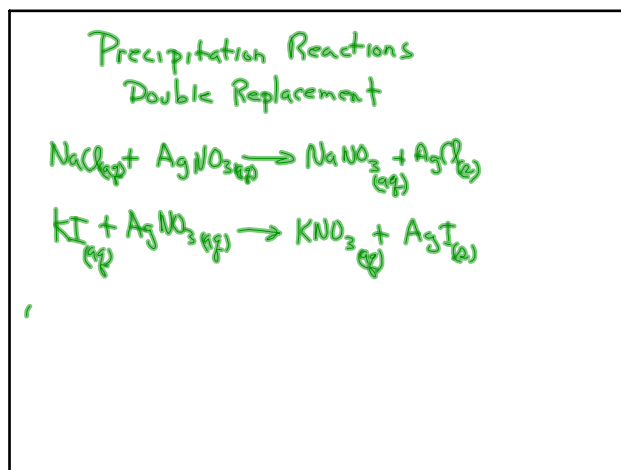 Precipitation Reactions
Double Replacement
NaCl(aq) + AgNO3(aq) → NaNO3(aq) + AgCl(s)
KI(aq) + AgNO3(aq) → KNO3(aq) + AgI(s)